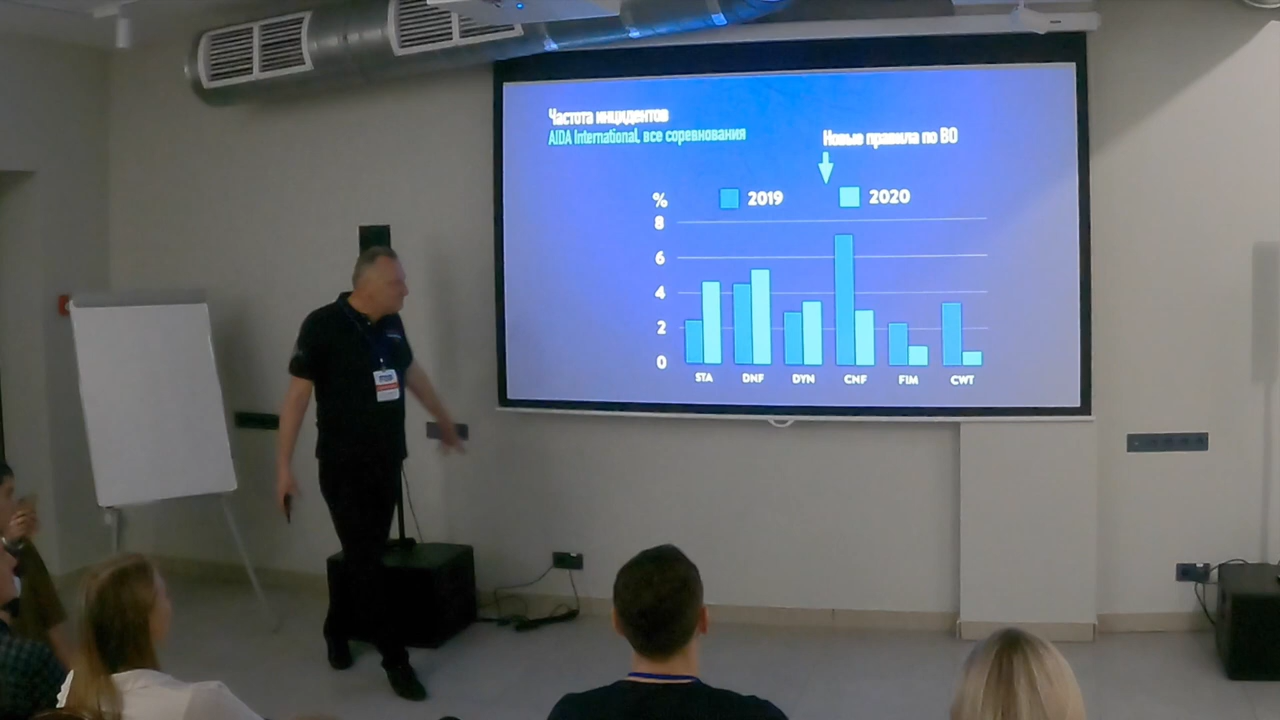 Частота инцидентов
AIDA International, все соревнования
Новые правила по ВО
% 2019 2020
8
6
4
2
0
STA DNF DYN CNF FIM CWT